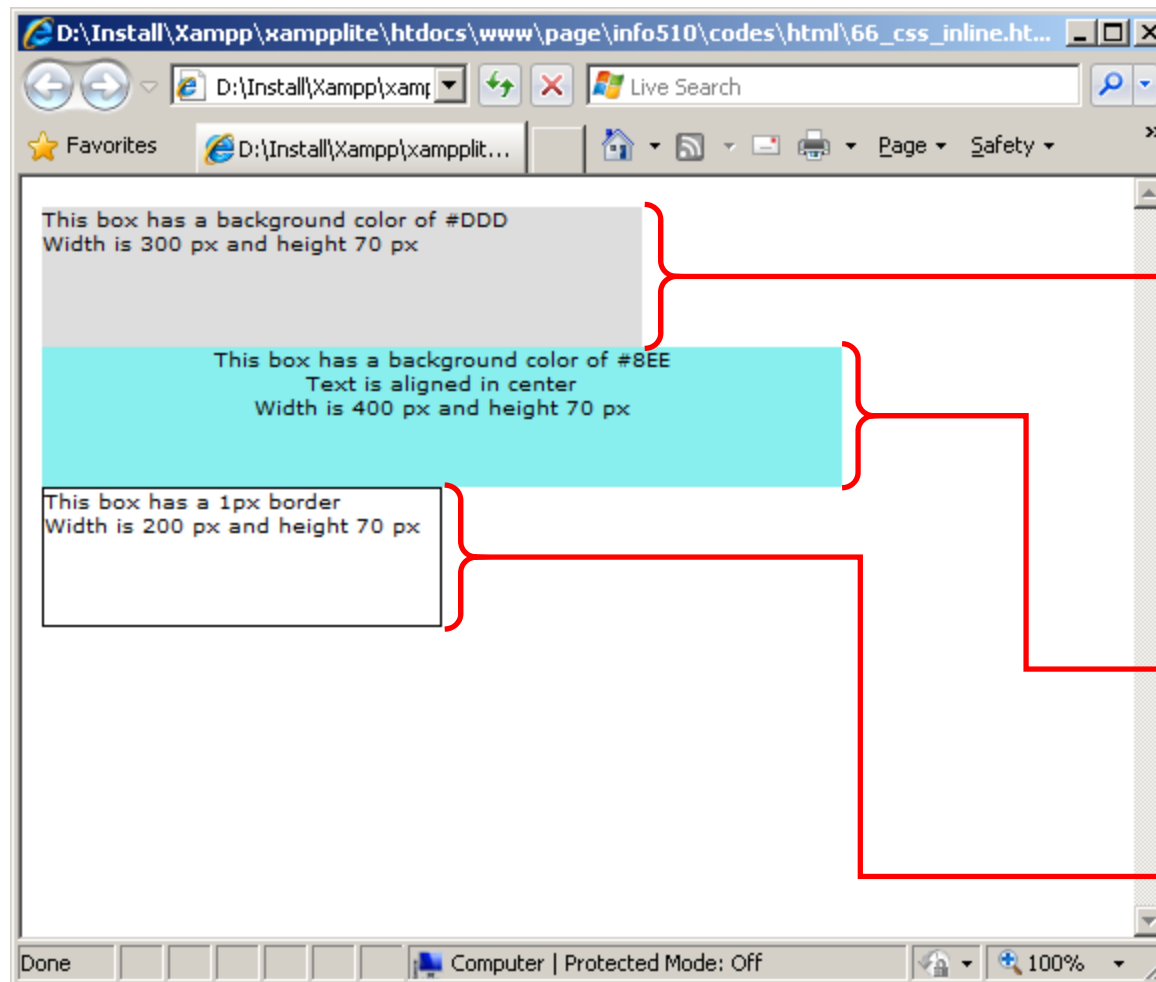 D:\Install\Xampp\xampplite\htdocs\www\page\info510\codes\html\66_css_inline.ht...
D:\Install\Xampp\xamp
Live Search
Favorites
D:\Install\Xampp\xampplit...
Page
Safety
»
This box has a background color of #DDD
Width is 300 px and height 70 px
This box has a background color of #8EE
Text is aligned in center
Width is 400 px and height 70 px
This box has a 1px border
Width is 200 px and height 70 px
Done
Computer | Protected Mode: Off
100%